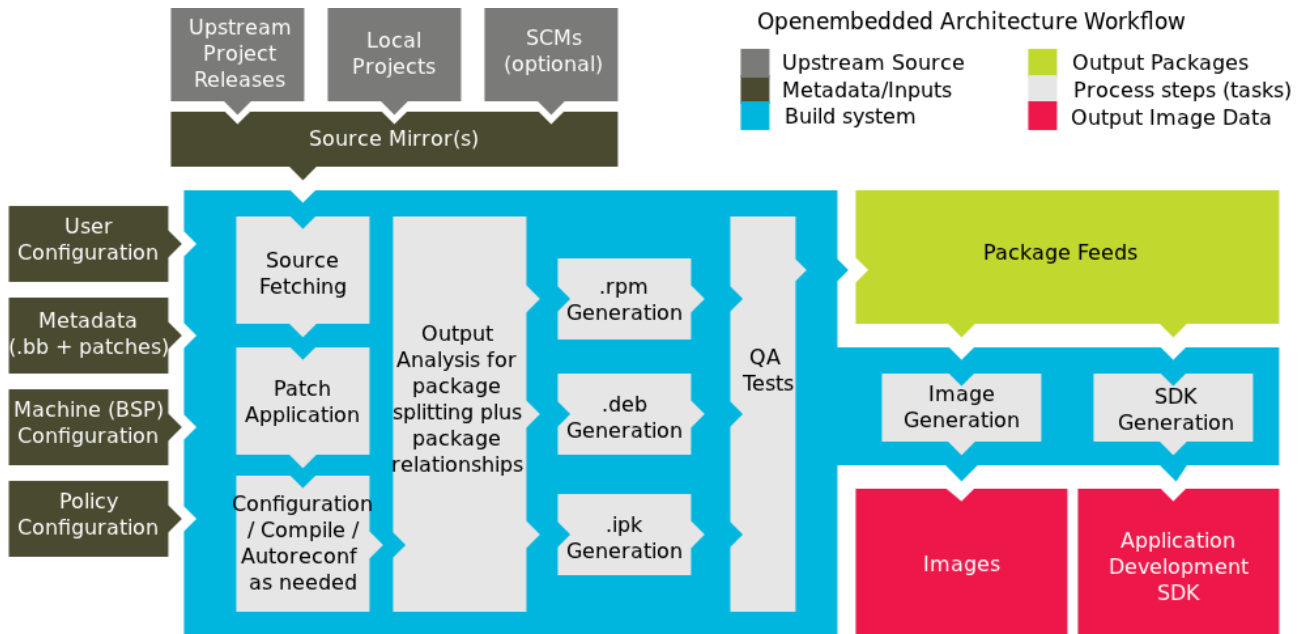 Upstream
Project
Releases
Local
Projects
SCMs
(optional)
Openembedded Architecture Workflow
Upstream Source
Metadata/Inputs
Build system
Output Packages
Process steps (tasks)
Output Image Data
Source Mirror(s)
User
Configuration
Metadata
(.bb + patches)
Machine (BSP)
Configuration
Policy
Configuration
Source
Fetching
Patch
Application
Configuration
/ Compile /
Autoreconf
as needed
Output
Analysis for
package
splitting plus
package
relationships
.rpm
Generation
.deb
Generation
.ipk
Generation
QA
Tests
Package Feeds
Image
Generation
SDK
Generation
Images
Application
Development
SDK